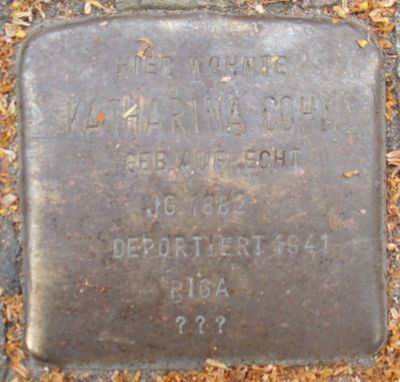 HIER WOHNTE
KATHARINA COHN
GEB. AUFRECHT
JG. 1882
DEPORTIERT 1941
RIGA
???